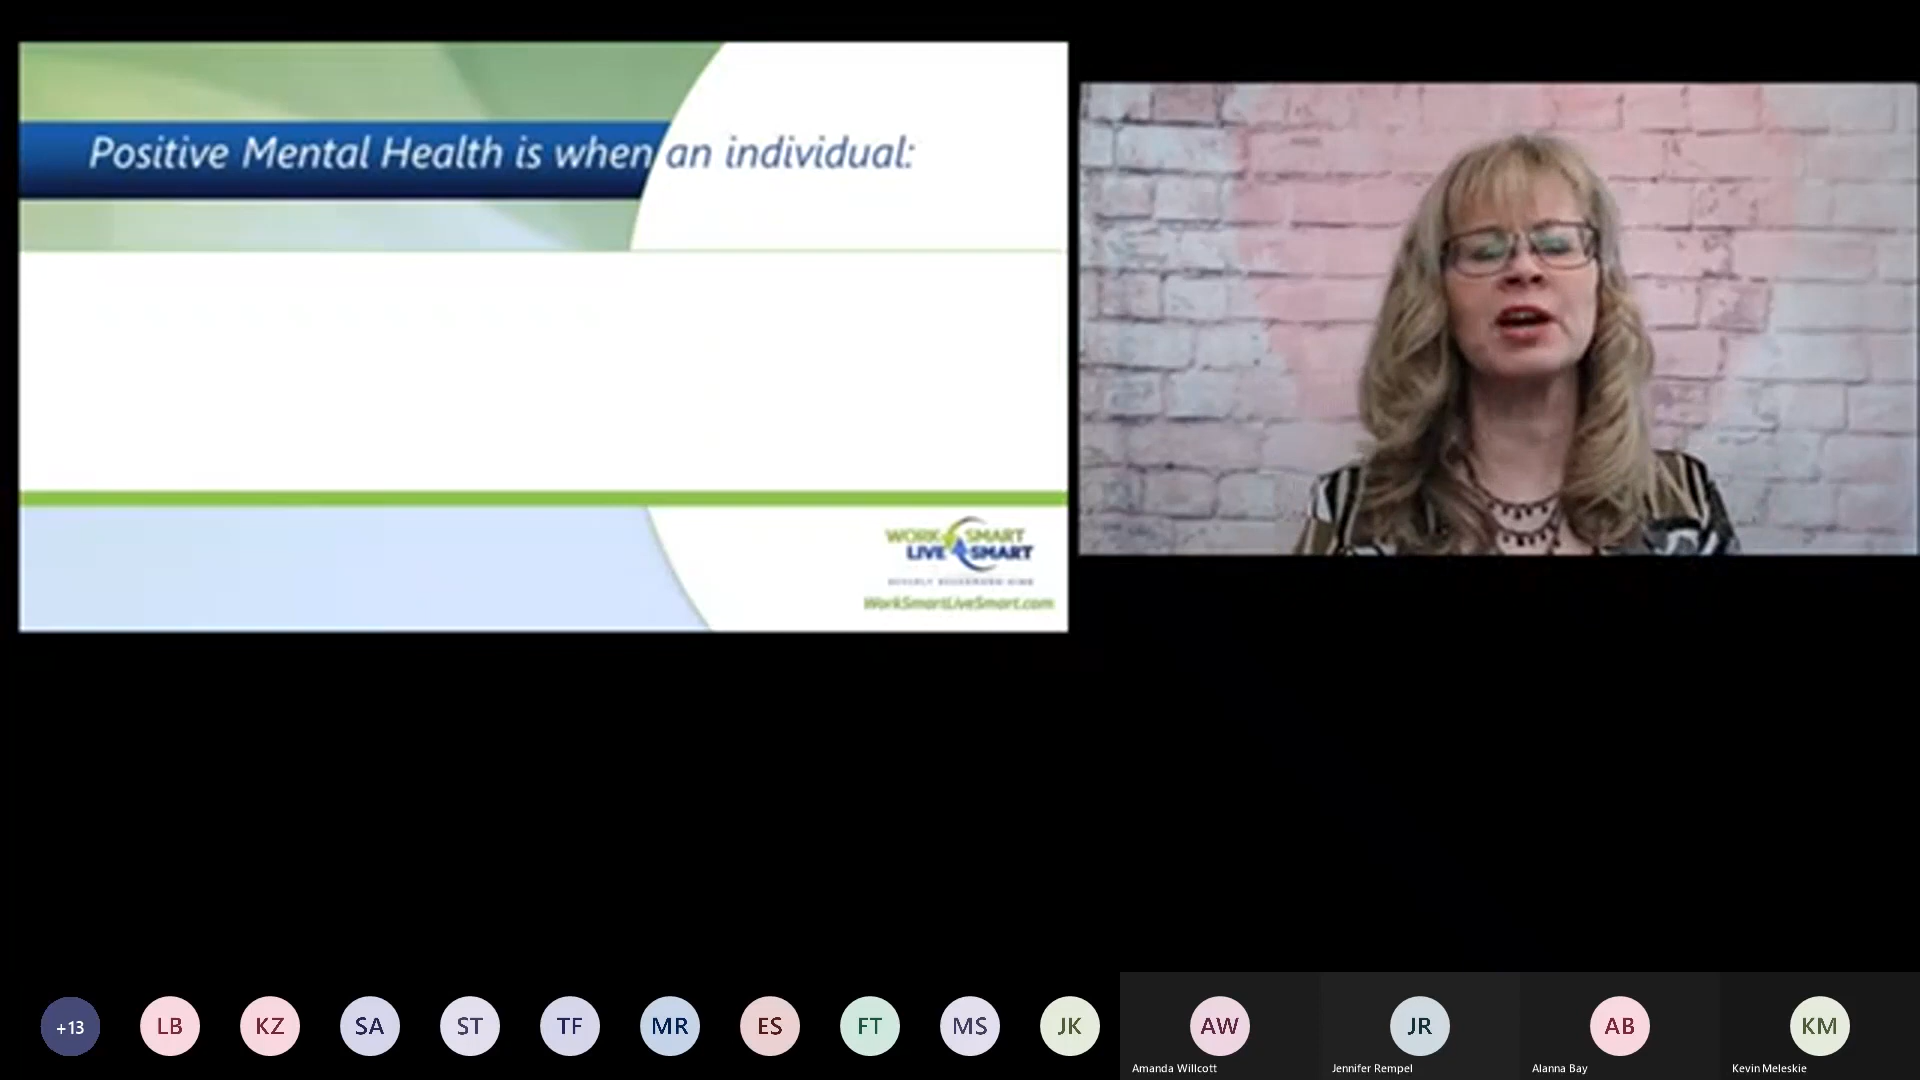 Positive Mental Health is when an individual:
WORK SMART
LIVE SMART
WorkSmartLiveSmart.com
+13
LB
KZ
SA
ST
TF
MR
ES
FT
MS
JK
AW
JR
AB
KM
Amanda Willcott
Jennifer Rempel
Alanna Bay
Kevin Meleskie